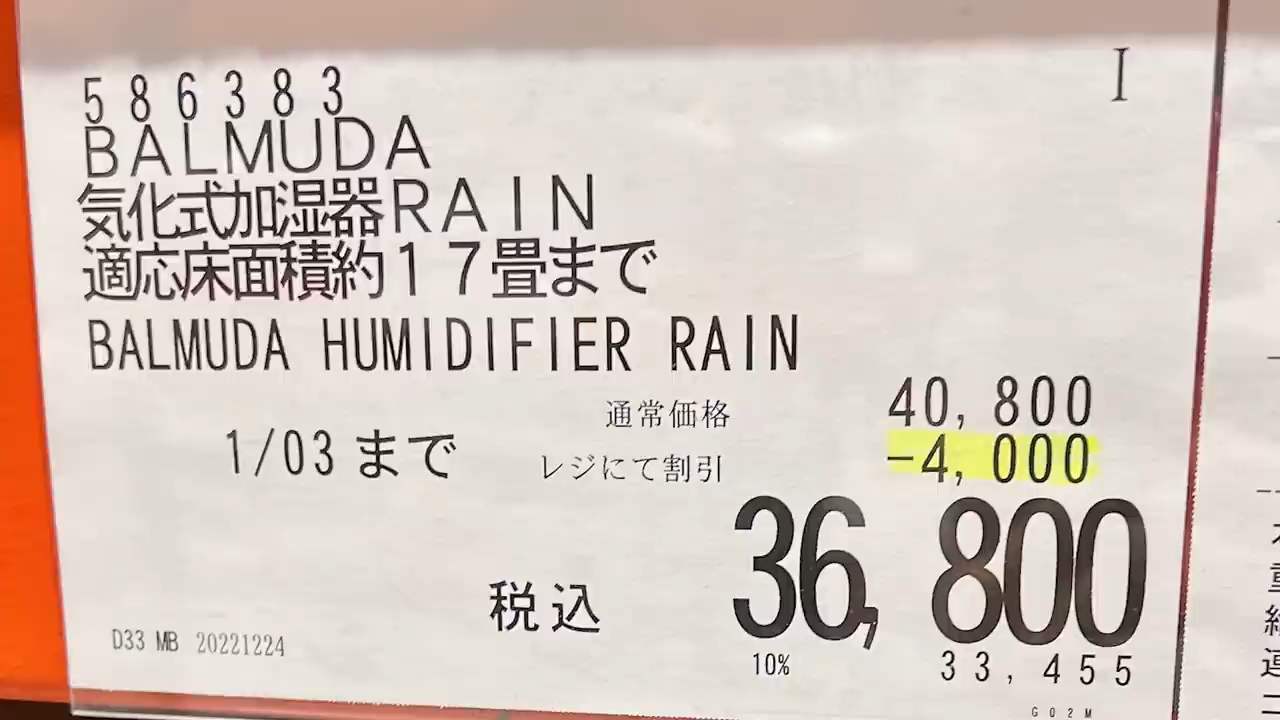 I
586383
BALMUDA
気化式加湿器RAIN
適応床面積約17畳まで
BALMUDA HUMIDIFIER RAIN
通常価格 40,800
1/03まで レジにて割引 -4,000
税込 36,800
10% 33,455
D33 MB 20221224
G02M